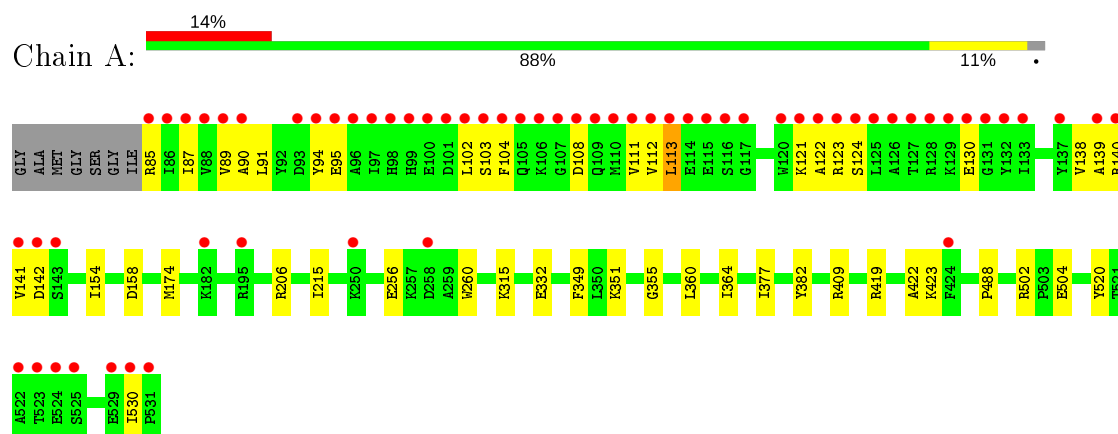 14%
Chain A:
88% 11% •
GLY ALA MET GLY SER GLY ILE R85 I86 I87 V88 V89 A90 L91 Y92 D93 Y94 E95 A96 I97 H98 H99 E100 D101 L102 S103 F104 Q105 K106 G107 D108 Q109 M110 V111 V112 L113 E114 E115 S116 G117 W120 K121 A122 R123 S124 L125 A126 T127 R128 K129 E130 G131 Y132 I133 Y137 V138 A139 R140
V141 D142 S143 I154 D158 M174 K182 R195 R206 I215 K250 E256 K257 D258 A259 W260 K315 E332 F349 L350 K351 G355 L360 I364 I377 Y382 R409 R419 A422 K423 F424 P488 R502 P503 E504 Y520 T521
A522 T523 E524 S525 E529 I530 P531